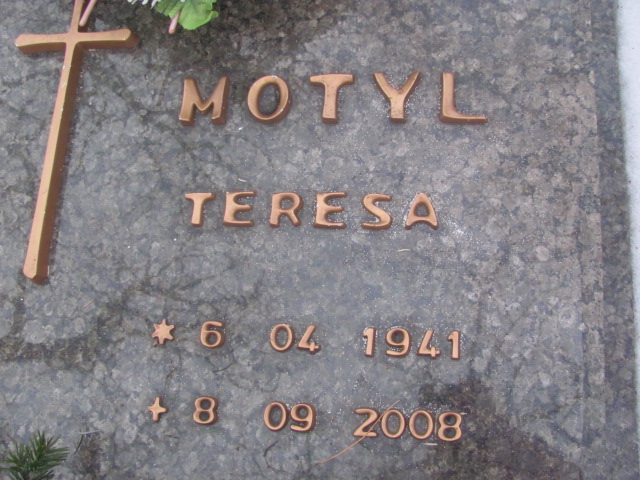 MOTYL
TERESA
* 6 04 1941
+ 8 09 2008